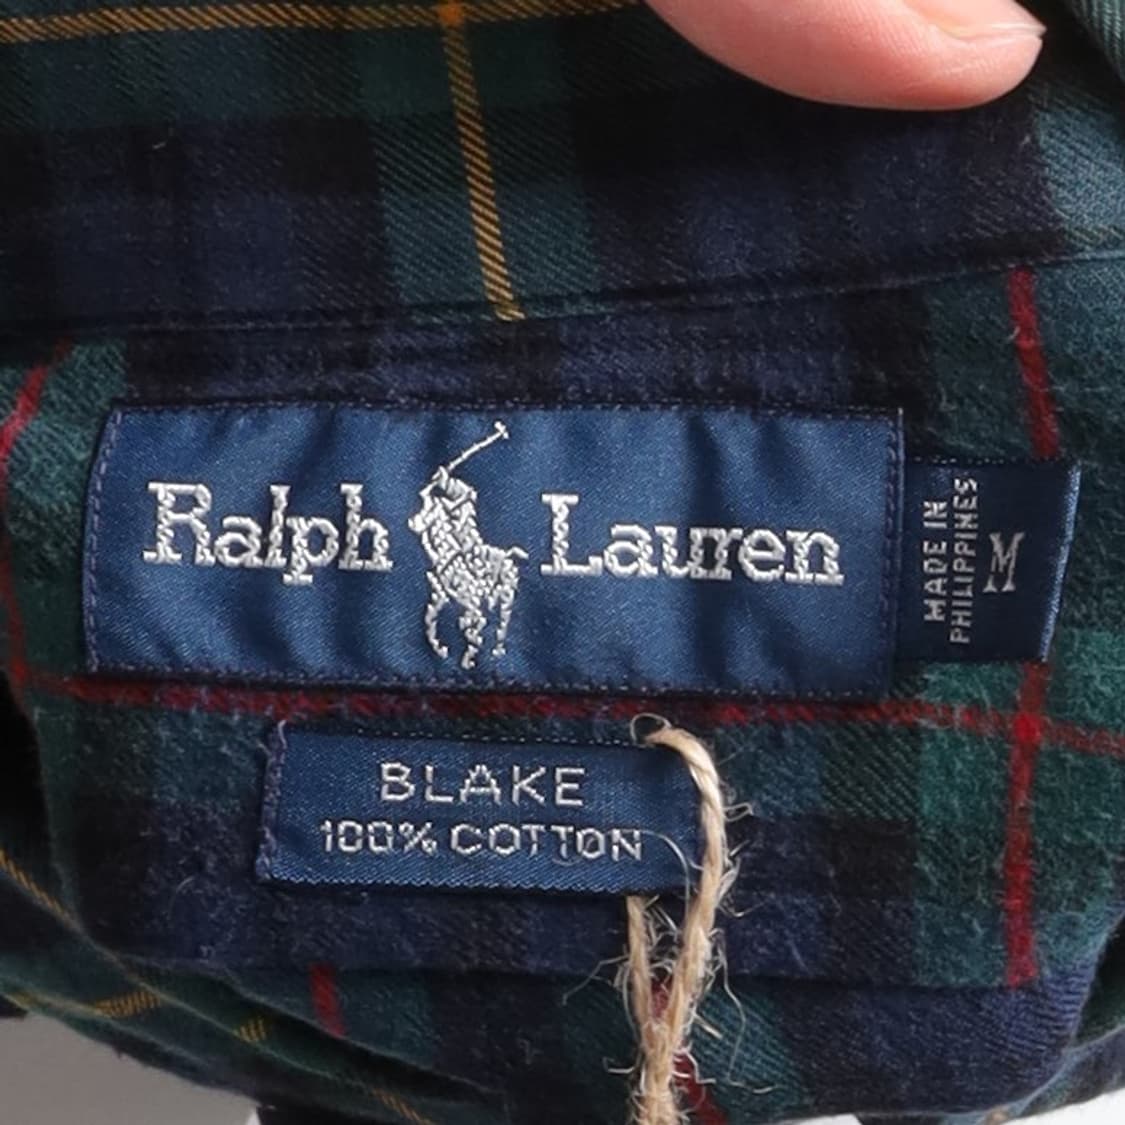 Ralph Lauren
MADE IN
PHILIPPINES
M
BLAKE
100% COTTON